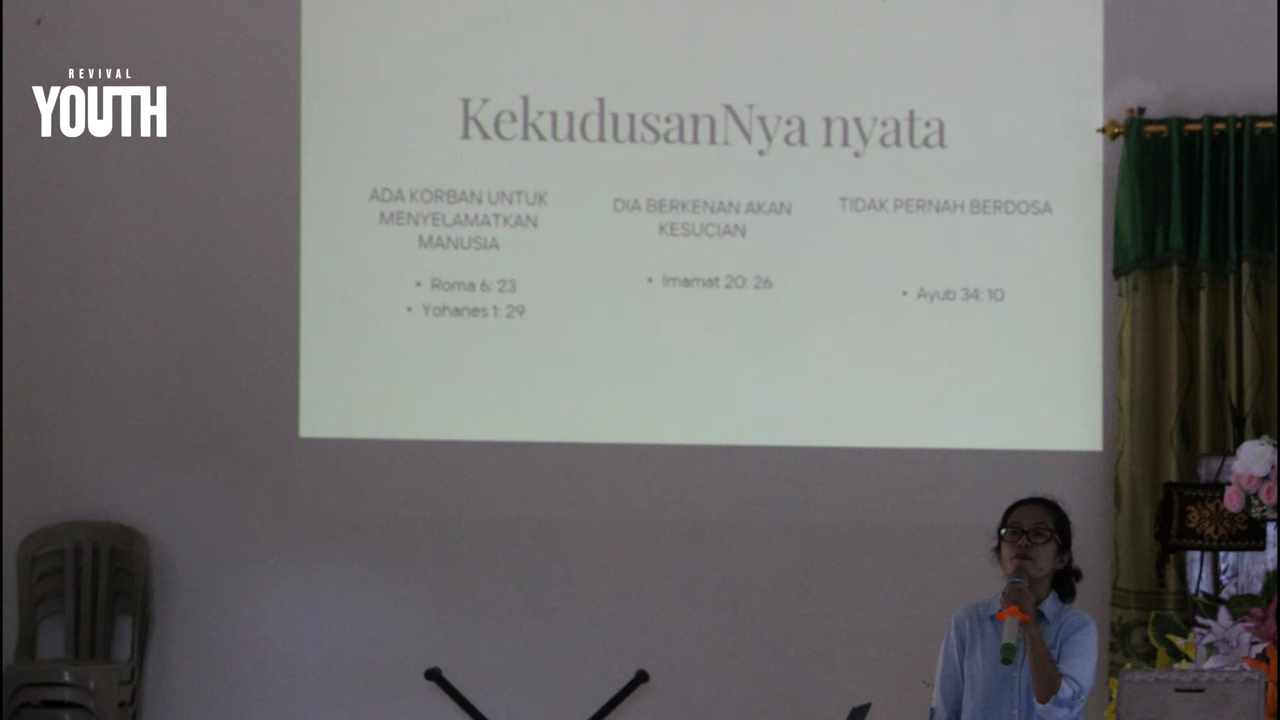 REVIVAL
YOUTH
KekudusanNya nyata
ADA KORBAN UNTUK
MENYELAMATKAN
MANUSIA
• Roma 6: 23
• Yohanes 1: 29
DIA BERKENAN AKAN
KESUCIAN
• Imamat 20: 26
TIDAK PERNAH BERDOSA
• Ayub 34: 10